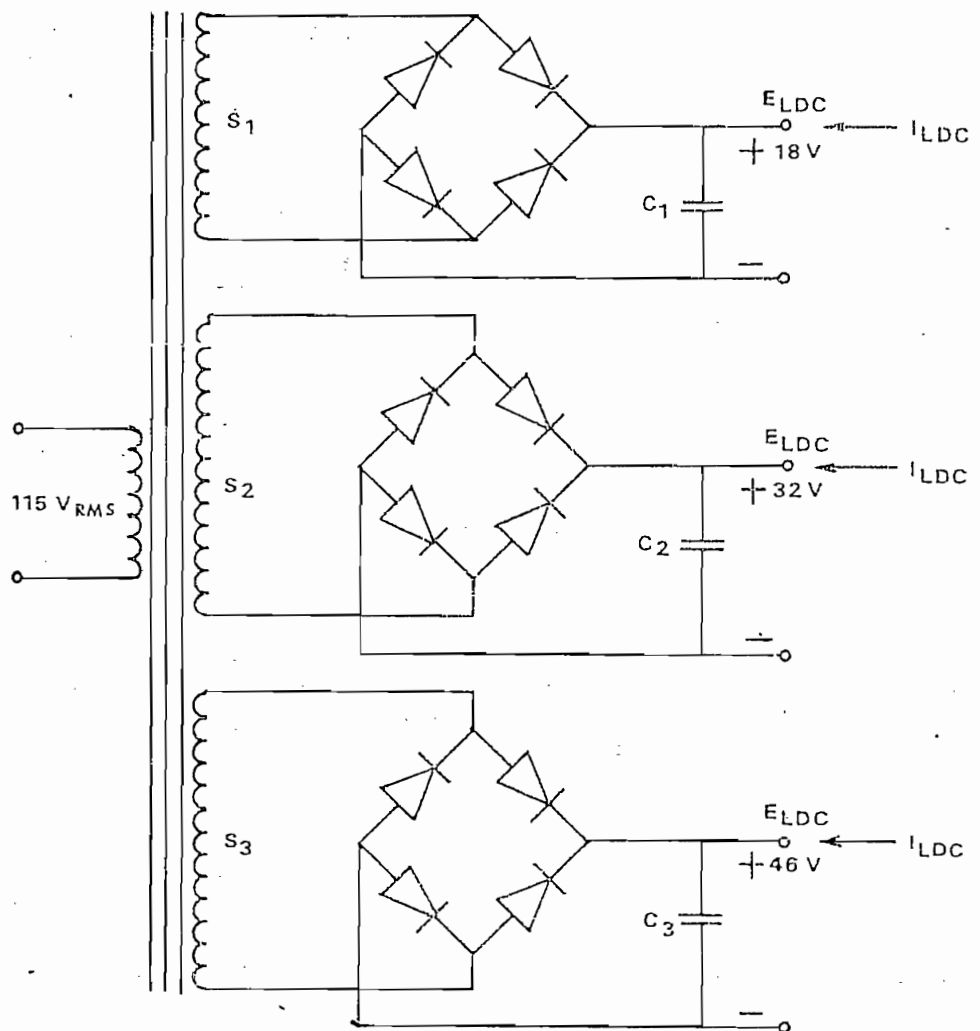 S1
ELDC
ILDC
+ 18 V
C1
−
S2
ELDC
ILDC
+ 32 V
115 VRMS
C2
−
S3
ELDC
ILDC
+ 46 V
C3
−